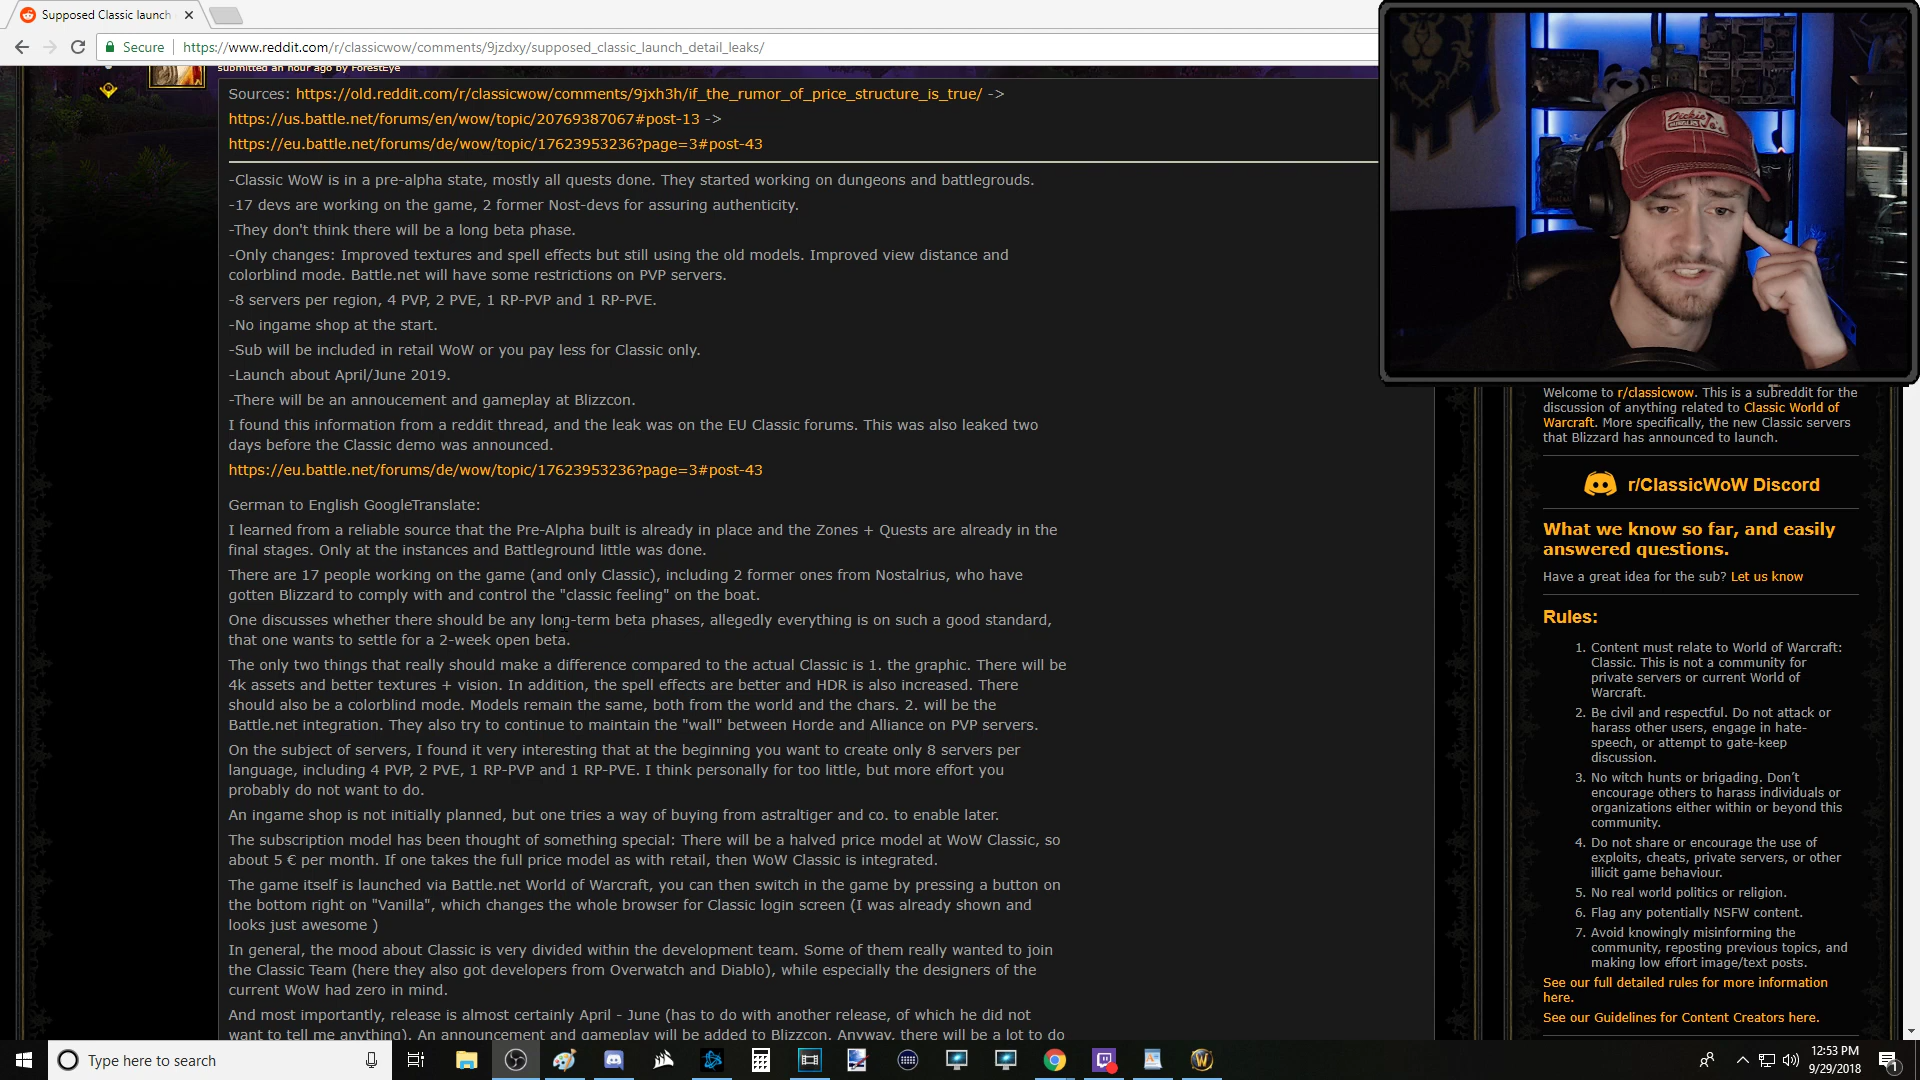 Supposed Classic launch
Secure
https://www.reddit.com/r/classicwow/comments/9jzdxy/supposed_classic_launch_detail_leaks/
submitted an hour ago by ForestEye
Sources: https://old.reddit.com/r/classicwow/comments/9jxh3h/if_the_rumor_of_price_structure_is_true/ ->
https://us.battle.net/forums/en/wow/topic/20769387067#post-13 ->
https://eu.battle.net/forums/de/wow/topic/17623953236?page=3#post-43
-Classic WoW is in a pre-alpha state, mostly all quests done. They started working on dungeons and battlegrouds.
-17 devs are working on the game, 2 former Nost-devs for assuring authenticity.
-They don't think there will be a long beta phase.
-Only changes: Improved textures and spell effects but still using the old models. Improved view distance and
colorblind mode. Battle.net will have some restrictions on PVP servers.
-8 servers per region, 4 PVP, 2 PVE, 1 RP-PVP and 1 RP-PVE.
-No ingame shop at the start.
-Sub will be included in retail WoW or you pay less for Classic only.
-Launch about April/June 2019.
-There will be an annoucement and gameplay at Blizzcon.
I found this information from a reddit thread, and the leak was on the EU Classic forums. This was also leaked two
days before the Classic demo was announced.
https://eu.battle.net/forums/de/wow/topic/17623953236?page=3#post-43
German to English GoogleTranslate:
I learned from a reliable source that the Pre-Alpha built is already in place and the Zones + Quests are already in the
final stages. Only at the instances and Battleground little was done.
There are 17 people working on the game (and only Classic), including 2 former ones from Nostalrius, who have
gotten Blizzard to comply with and control the "classic feeling" on the boat.
One discusses whether there should be any long-term beta phases, allegedly everything is on such a good standard,
that one wants to settle for a 2-week open beta.
The only two things that really should make a difference compared to the actual Classic is 1. the graphic. There will be
4k assets and better textures + vision. In addition, the spell effects are better and HDR is also increased. There
should also be a colorblind mode. Models remain the same, both from the world and the chars. 2. will be the
Battle.net integration. They also try to continue to maintain the "wall" between Horde and Alliance on PVP servers.
On the subject of servers, I found it very interesting that at the beginning you want to create only 8 servers per
language, including 4 PVP, 2 PVE, 1 RP-PVP and 1 RP-PVE. I think personally for too little, but more effort you
probably do not want to do.
An ingame shop is not initially planned, but one tries a way of buying from astraltiger and co. to enable later.
The subscription model has been thought of something special: There will be a halved price model at WoW Classic, so
about 5 € per month. If one takes the full price model as with retail, then WoW Classic is integrated.
The game itself is launched via Battle.net World of Warcraft, you can then switch in the game by pressing a button on
the bottom right on "Vanilla", which changes the whole browser for Classic login screen (I was already shown and
looks just awesome )
In general, the mood about Classic is very divided within the development team. Some of them really wanted to join
the Classic Team (here they also got developers from Overwatch and Diablo), while especially the designers of the
current WoW had zero in mind.
And most importantly, release is almost certainly April - June (has to do with another release, of which he did not
want to tell me anything). An announcement and gameplay will be added to Blizzcon. Anyway, there will be a lot to do
Welcome to r/classicwow. This is a subreddit for the
discussion of anything related to Classic World of
Warcraft. More specifically, the new Classic servers
that Blizzard has announced to launch.
r/ClassicWoW Discord
What we know so far, and easily
answered questions.
Have a great idea for the sub? Let us know
Rules:
1. Content must relate to World of Warcraft:
Classic. This is not a community for
private servers or current World of
Warcraft.
2. Be civil and respectful. Do not attack or
harass other users, engage in hate-
speech, or attempt to gate-keep
discussion.
3. No witch hunts or brigading. Don't
encourage others to harass individuals or
organizations either within or beyond this
community.
4. Do not share or encourage the use of
exploits, cheats, private servers, or other
illicit game behaviour.
5. No real world politics or religion.
6. Flag any potentially NSFW content.
7. Avoid knowingly misinforming the
community, reposting previous topics, and
making low effort image/text posts.
See our full detailed rules for more information
here.
See our Guidelines for Content Creators here.
Type here to search
12:53 PM
9/29/2018
1